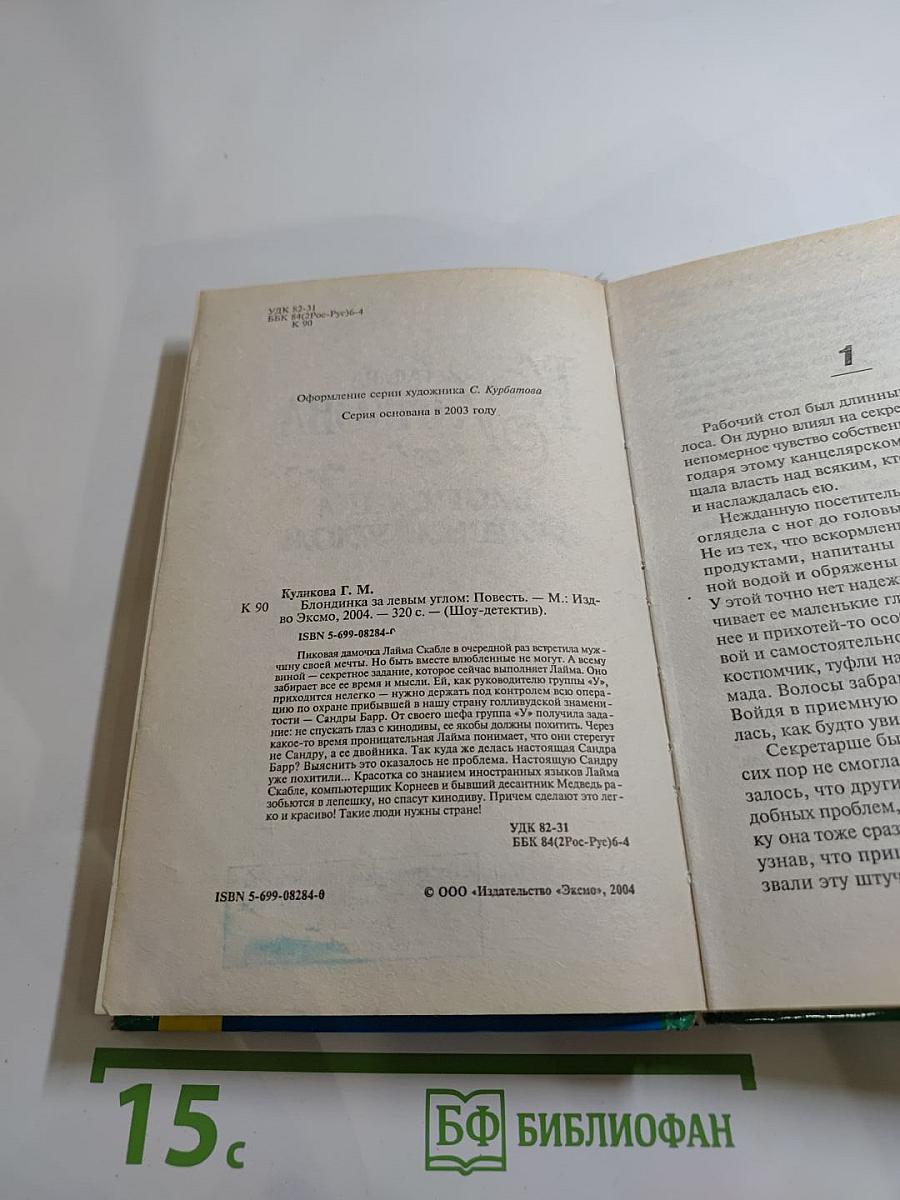 УДК 82-31
ББК 84(2Рос-Рус)6-4
К 90
Оформление серии художника С. Курбатова
Серия основана в 2003 году
Куликова Г. М.
К 90 Блондинка за левым углом: Повесть. — М.: Изд-
во Эксмо, 2004. — 320 с. — (Шоу-детектив).
ISBN 5-699-08284-0
Пиковая дамочка Лайма Скабле в очередной раз встретила муж-
чину своей мечты. Но быть вместе влюбленные не могут. А всему
виной — секретное задание, которое сейчас выполняет Лайма. Оно
забирает все ее время и мысли. Ей, как руководителю группы «У»,
приходится нелегко — нужно держать под контролем всю опера-
цию по охране прибывшей в нашу страну голливудской знамени-
тости — Сандры Барр. От своего шефа группа «У» получила зада-
ние: не спускать глаз с кинодивы, ее якобы должны похитить. Через
какое-то время проницательная Лайма понимает, что они стерегут
не Сандру, а ее двойника. Так куда же делась настоящая Сандра
Барр? Выяснить это оказалось не проблема. Настоящую Сандру
уже похитили... Красотка со знанием иностранных языков Лайма
Скабле, компьютерщик Корнеев и бывший десантник Медведь ра-
зобьются в лепешку, но спасут кинодиву. Причем сделают это лег-
ко и красиво! Такие люди нужны стране!
УДК 82-31
ББК 84(2Рос-Рус)6-4
ISBN 5-699-08284-0 © ООО «Издательство «Эксмо», 2004
1
Рабочий стол был длинны
лоса. Он дурно влиял на секре
непомерное чувство собствен
годаря этому канцелярском
щала власть над всяким, кт
и наслаждалась ею.
Нежданную посетитель
оглядела с ног до головы
Не из тех, что вскормлен
продуктами, напитаны
ной водой и обряжены
У этой точно нет надеж
чивает ее маленькие гл
нее и прихотей-то осо
вой и самостоятельно
костюмчик, туфли на
мада. Волосы забра
Войдя в приемную
лась, как будто уви
Секретарше бы
сих пор не смогла
залось, что други
добных проблем,
ку она тоже сраз
узнав, что приш
звали эту штуч
15 с
БФ БИБЛИОФАН